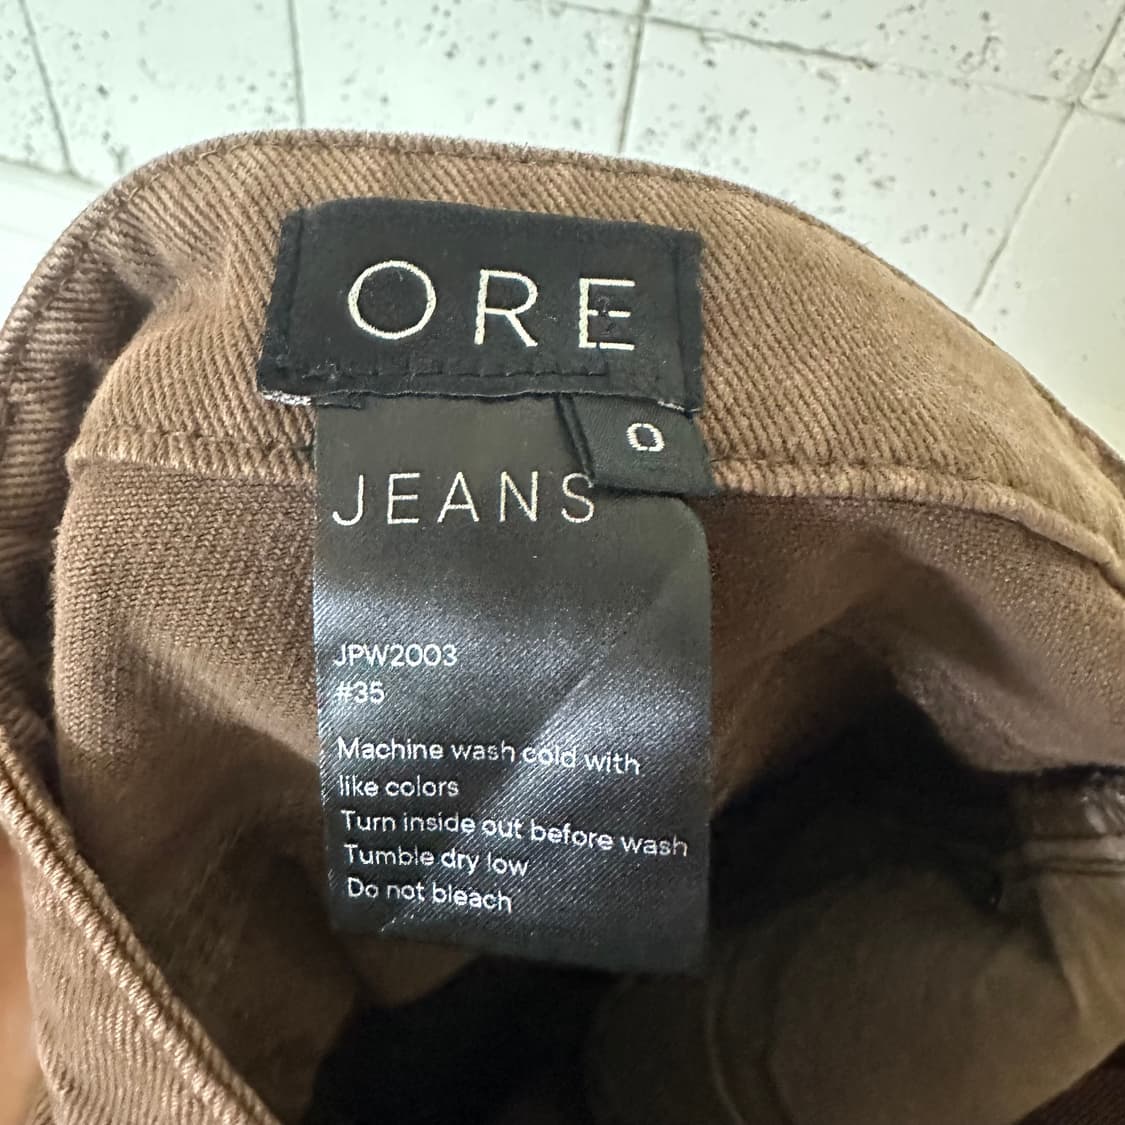 ORE
0
JEANS
JPW2003
#35
Machine wash cold with
like colors
Turn inside out before wash
Tumble dry low
Do not bleach